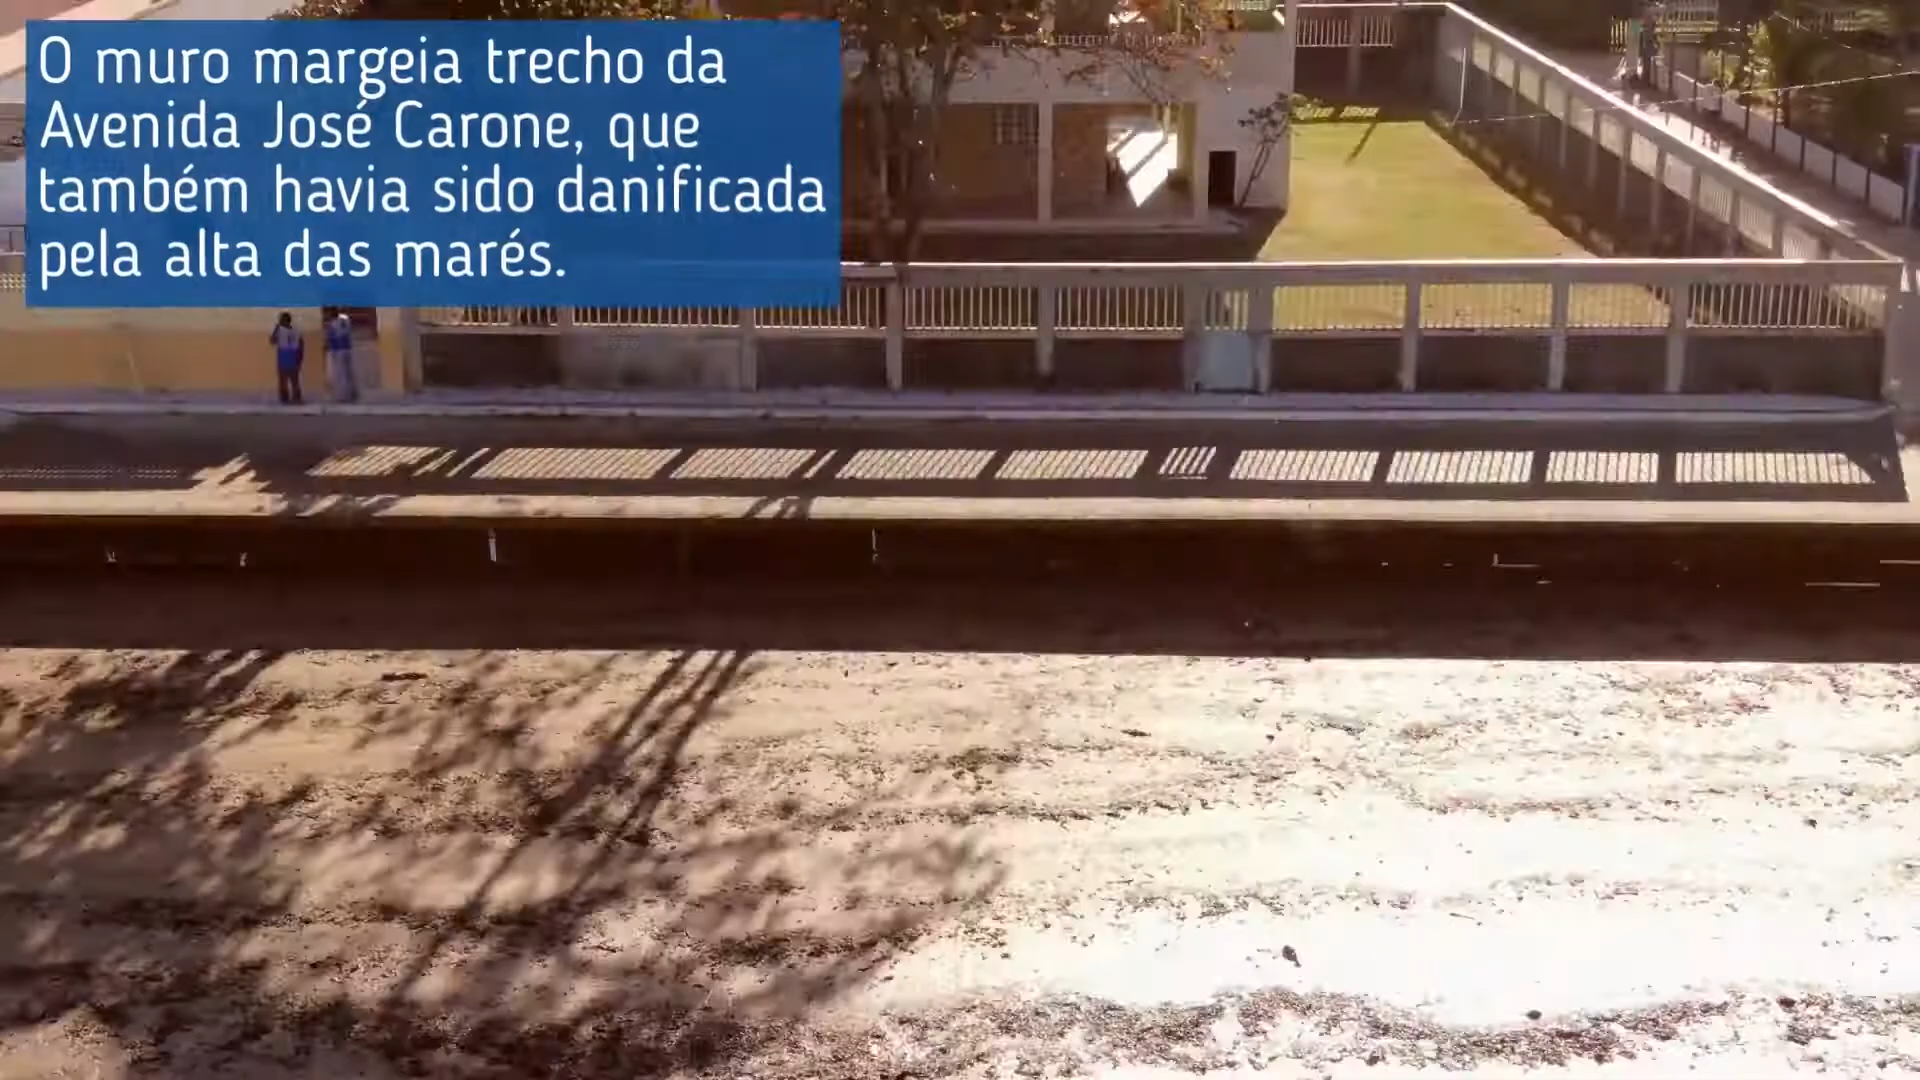 O muro margeia trecho da
Avenida José Carone, que
também havia sido danificada
pela alta das marés.